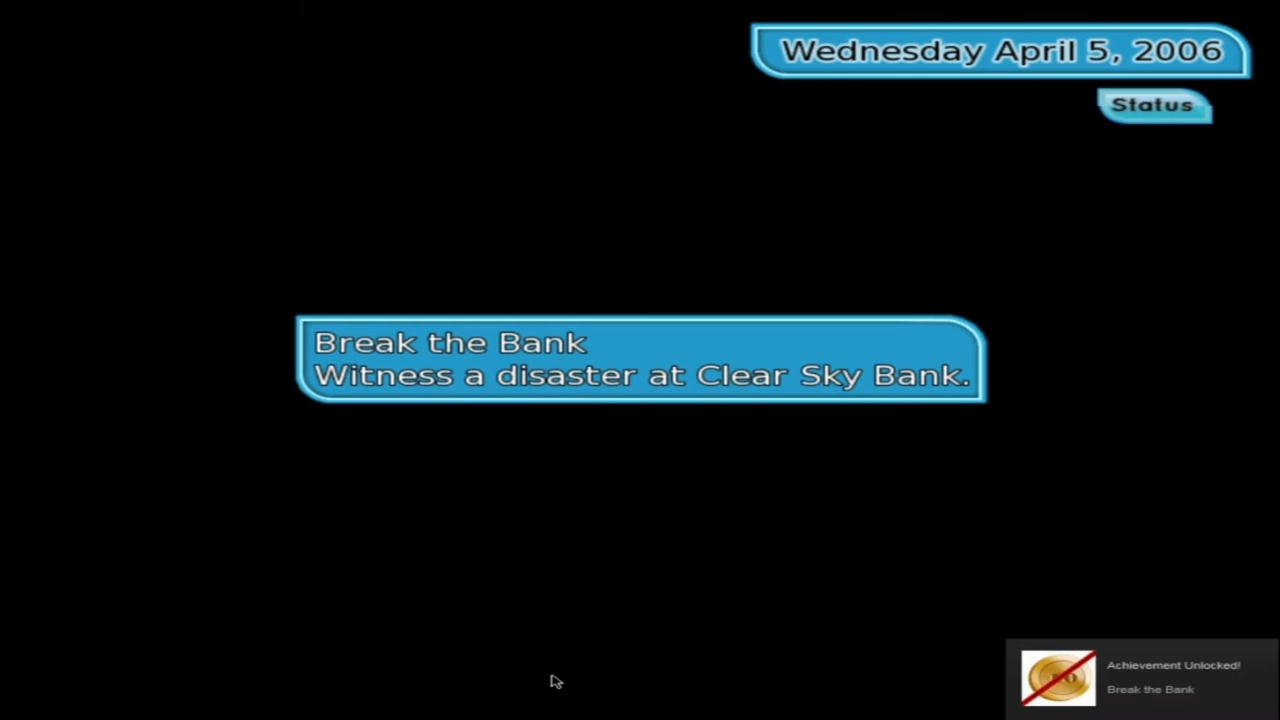 Wednesday April 5, 2006
Status
Break the Bank
Witness a disaster at Clear Sky Bank.
Achievement Unlocked!
Break the Bank